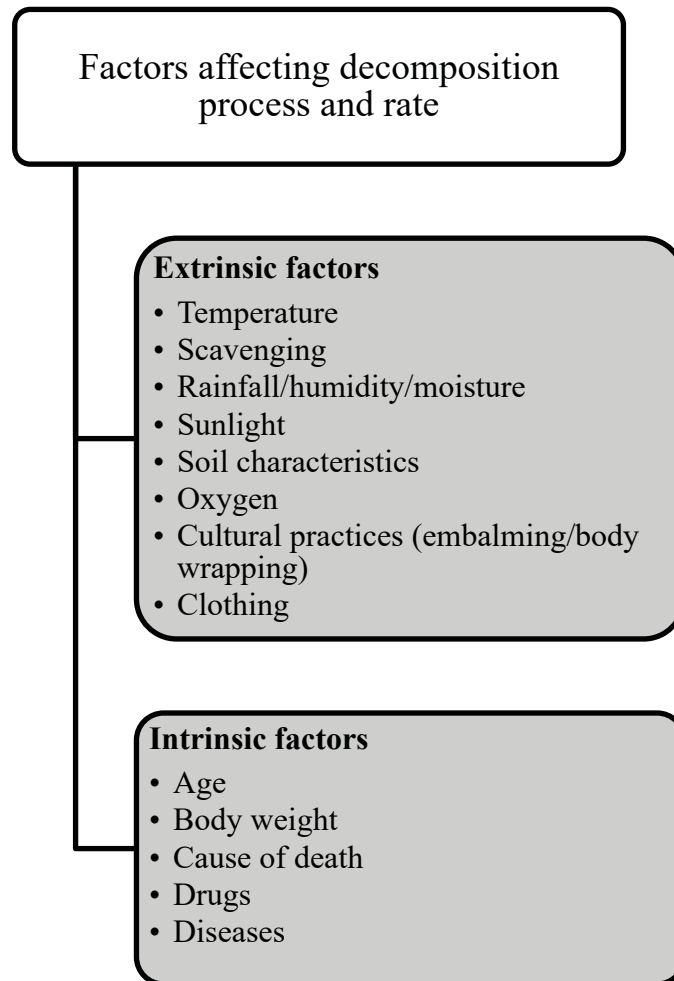 Factors affecting decomposition
process and rate
Extrinsic factors
• Temperature
• Scavenging
• Rainfall/humidity/moisture
• Sunlight
• Soil characteristics
• Oxygen
• Cultural practices (embalming/body
wrapping)
• Clothing
Intrinsic factors
• Age
• Body weight
• Cause of death
• Drugs
• Diseases